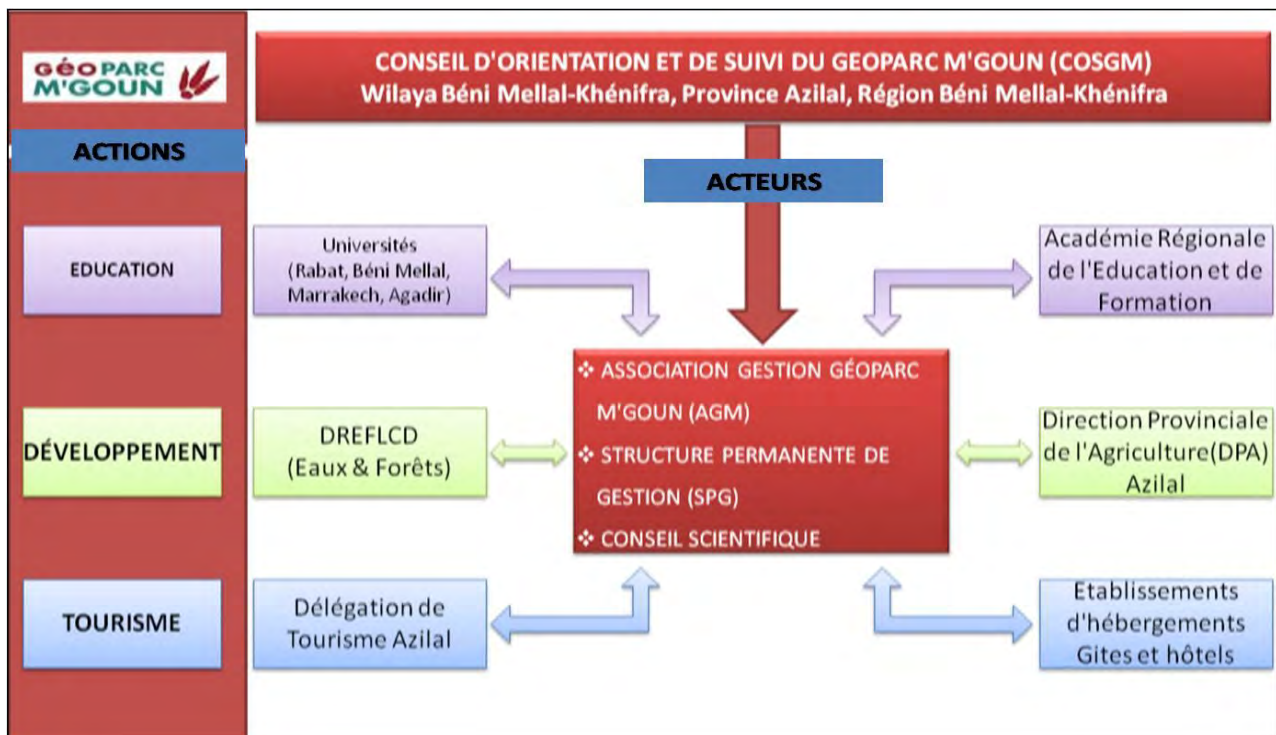 GéOPARC
M'GOUN
CONSEIL D'ORIENTATION ET DE SUIVI DU GEOPARC M'GOUN (COSGM)
Wilaya Béni Mellal-Khénifra, Province Azilal, Région Béni Mellal-Khénifra
ACTIONS
ACTEURS
EDUCATION
Universités
(Rabat, Béni Mellal,
Marrakech, Agadir)
Académie Régionale
de l'Education et de
Formation
❖ ASSOCIATION GESTION GÉOPARC
M'GOUN (AGM)
❖ STRUCTURE PERMANENTE DE
GESTION (SPG)
❖ CONSEIL SCIENTIFIQUE
DÉVELOPPEMENT
DREFLCD
(Eaux & Forêts)
Direction Provinciale
de l'Agriculture(DPA)
Azilal
TOURISME
Délégation de
Tourisme Azilal
Etablissements
d'hébergements
Gites et hôtels